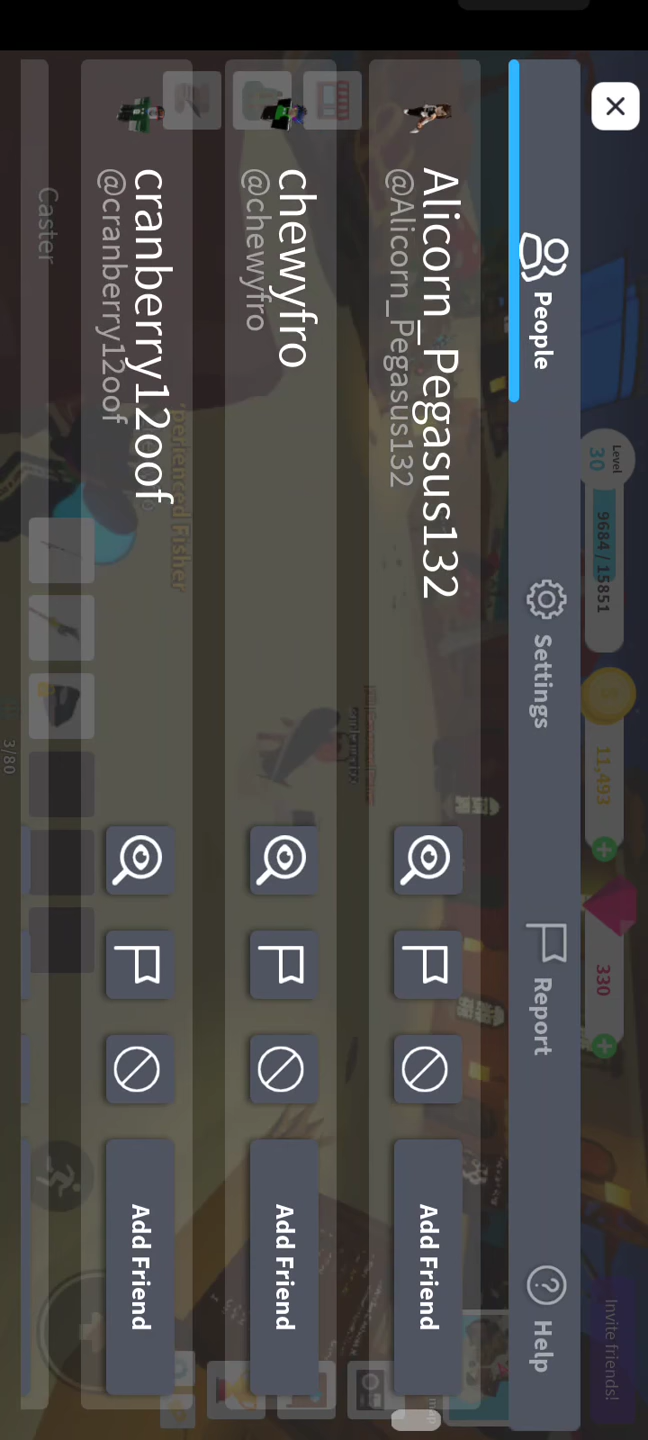 People
Settings
Report
Help
Level
30
9684 / 15851
11,493
330
Invite friends!
Alicorn_Pegasus132
@Alicorn_Pegasus132
Add Friend
chewyfro
@chewyfro
Add Friend
cranberry12oof
@cranberry12oof
Add Friend
Fisher
Caster
3/80